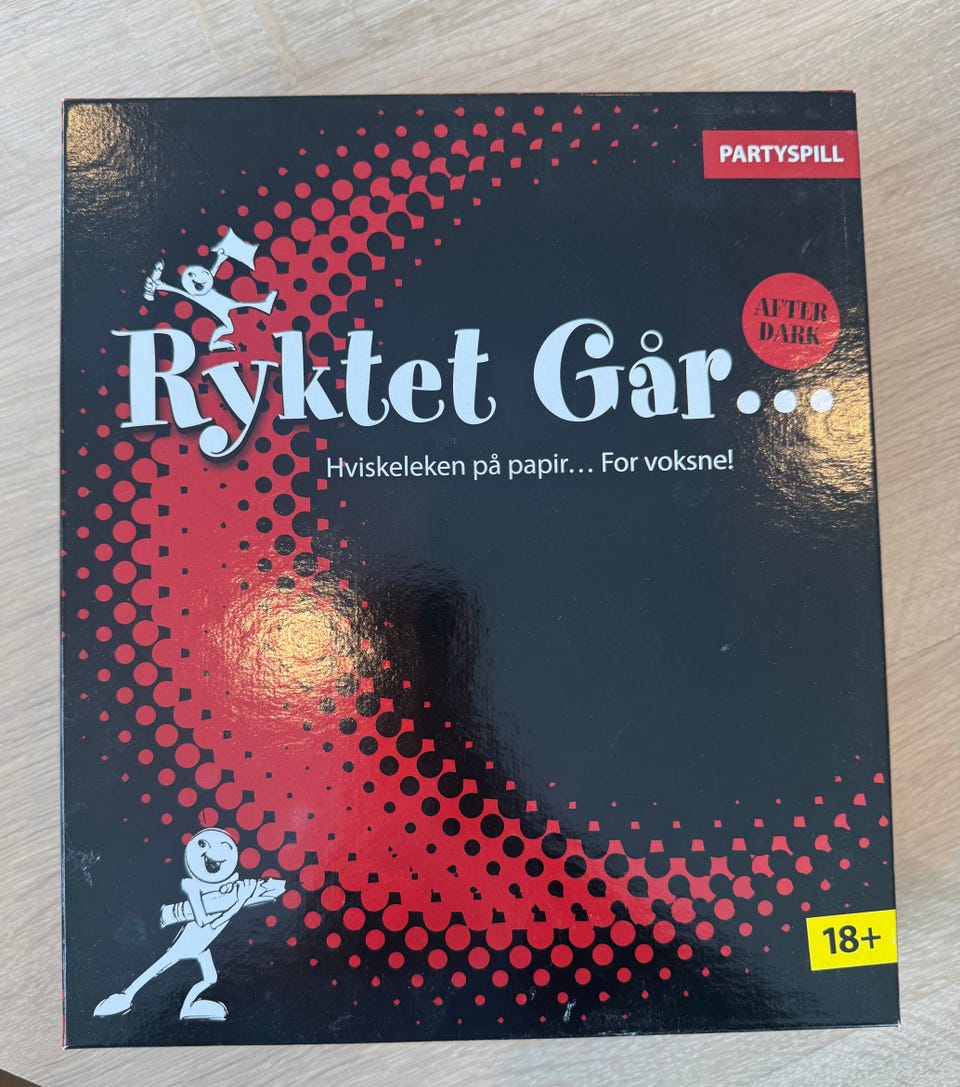 PARTYSPILL
AFTER
DARK
Ryktet Går...
Hviskeleken på papir... For voksne!
18+